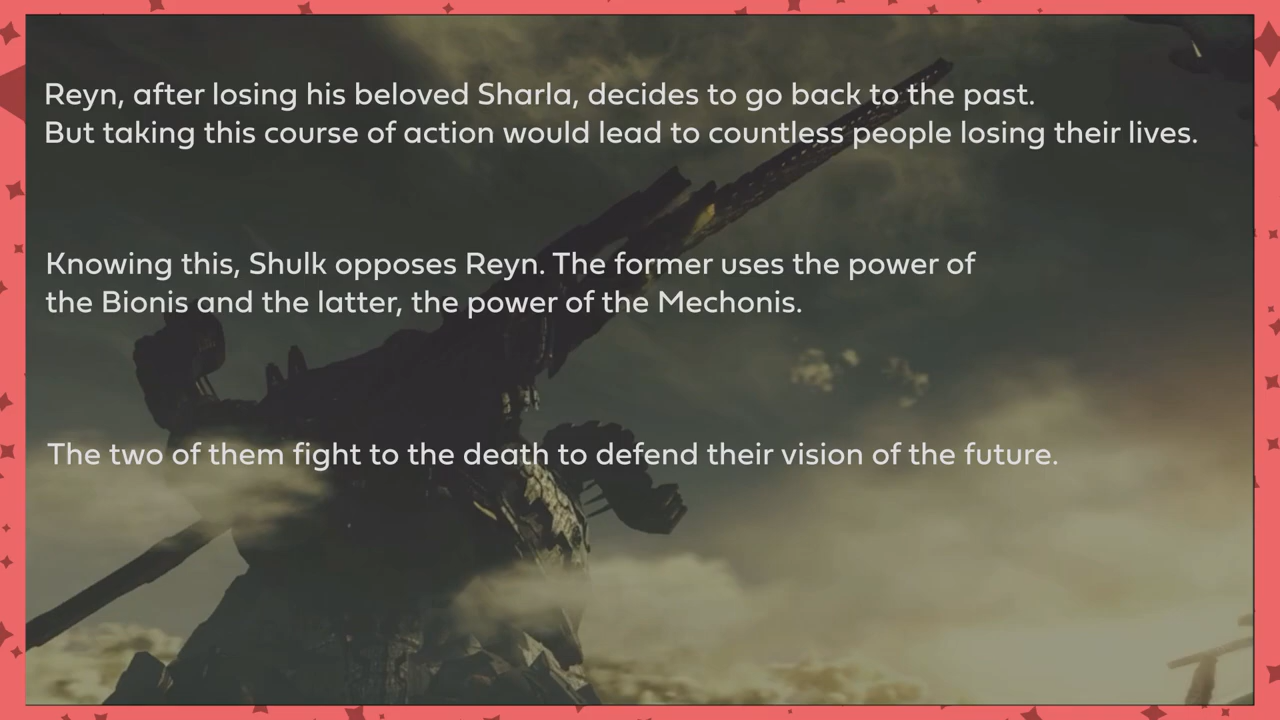 Reyn, after losing his beloved Sharla, decides to go back to the past.
But taking this course of action would lead to countless people losing their lives.
Knowing this, Shulk opposes Reyn. The former uses the power of
the Bionis and the latter, the power of the Mechonis.
The two of them fight to the death to defend their vision of the future.